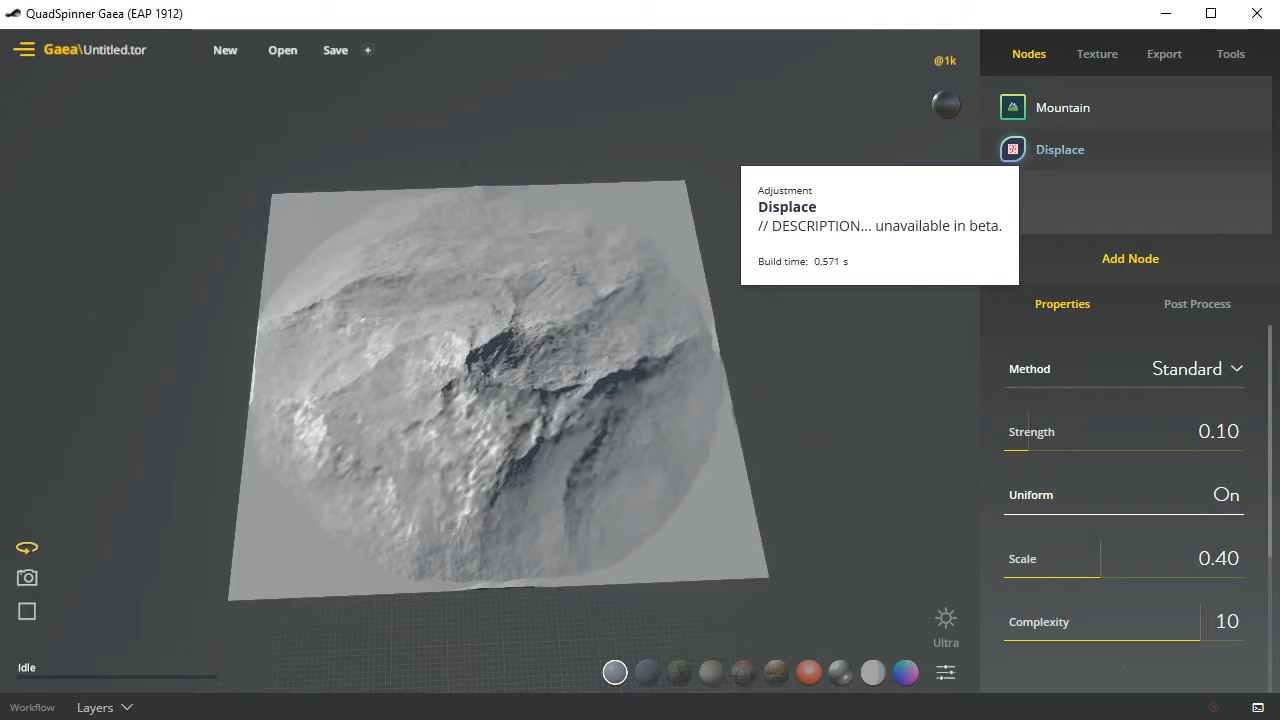 QuadSpinner Gaea (EAP 1912)
Gaea\Untitled.tor
New
Open
Save
+
@1k
Nodes
Texture
Export
Tools
Mountain
Displace
Adjustment
Displace
// DESCRIPTION... unavailable in beta.
Build time: 0.571 s
Add Node
Properties
Post Process
Method
Standard
Strength
0.10
Uniform
On
Scale
0.40
Complexity
10
Ultra
Idle
Workflow
Layers